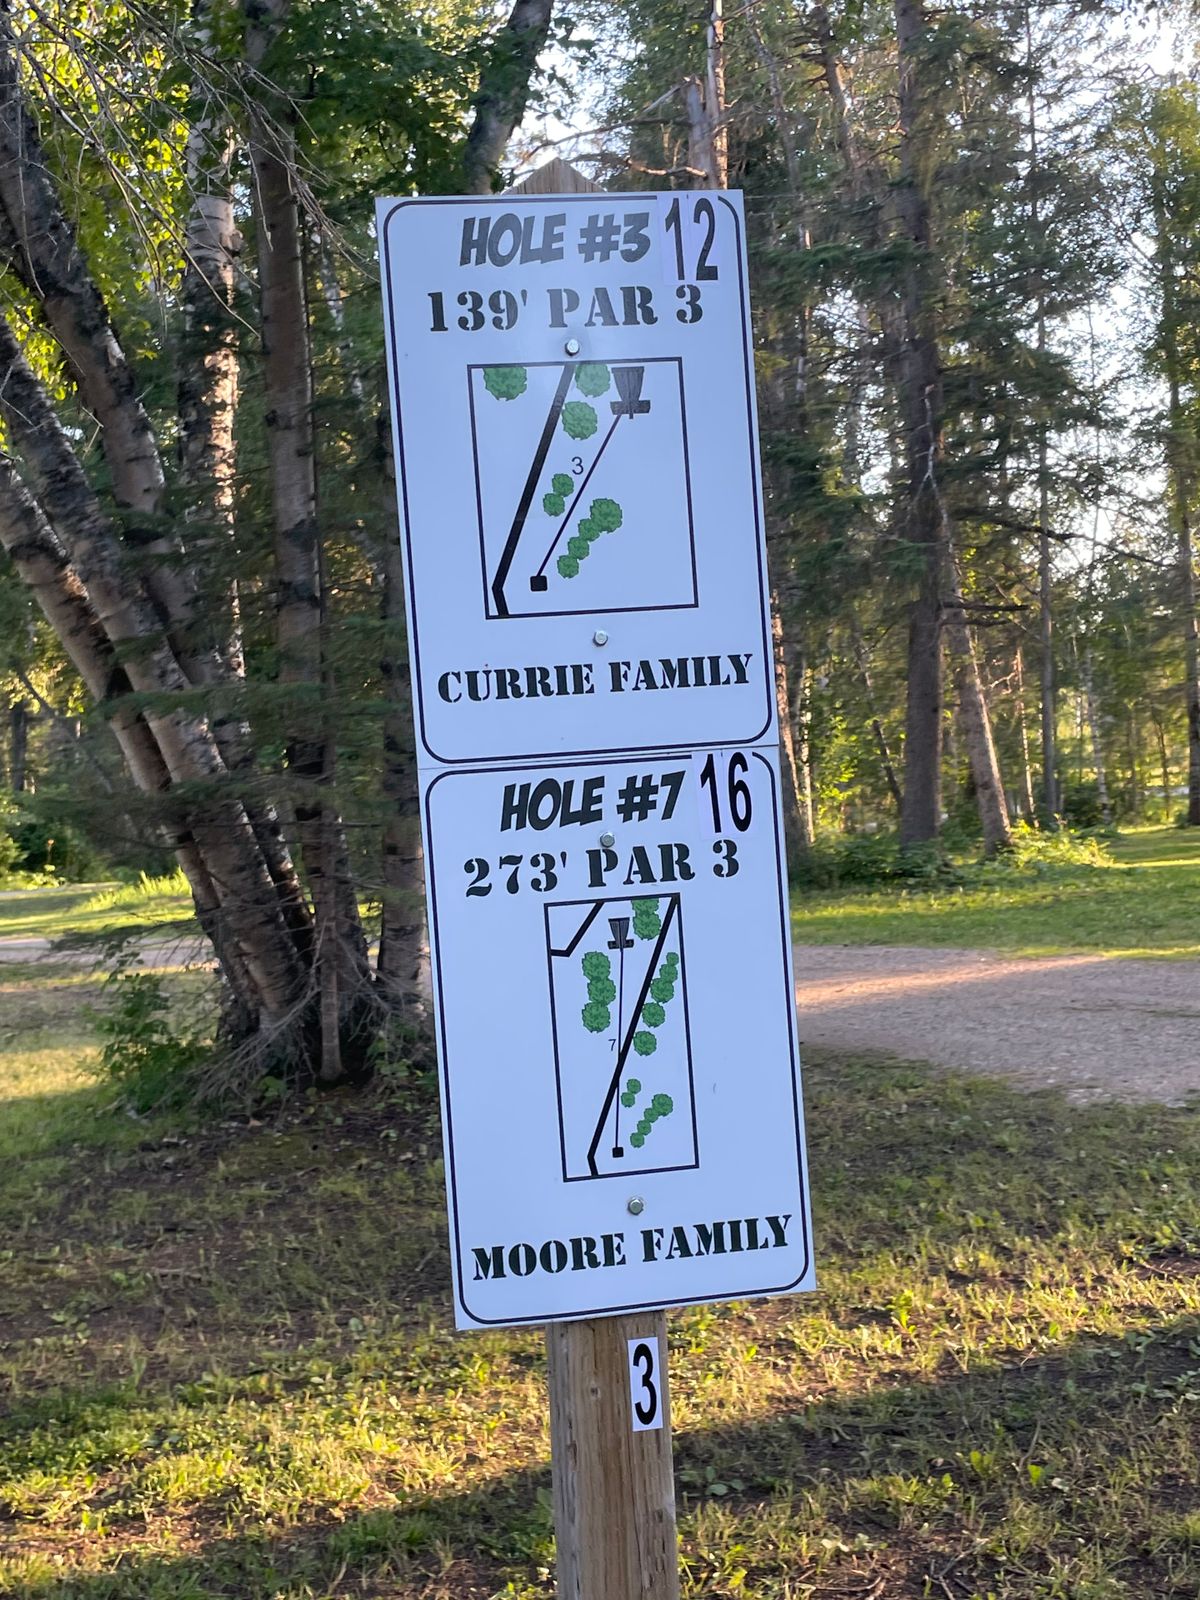 HOLE #3 12
139' PAR 3
3
CURRIE FAMILY
HOLE #7 16
273' PAR 3
7
MOORE FAMILY
3